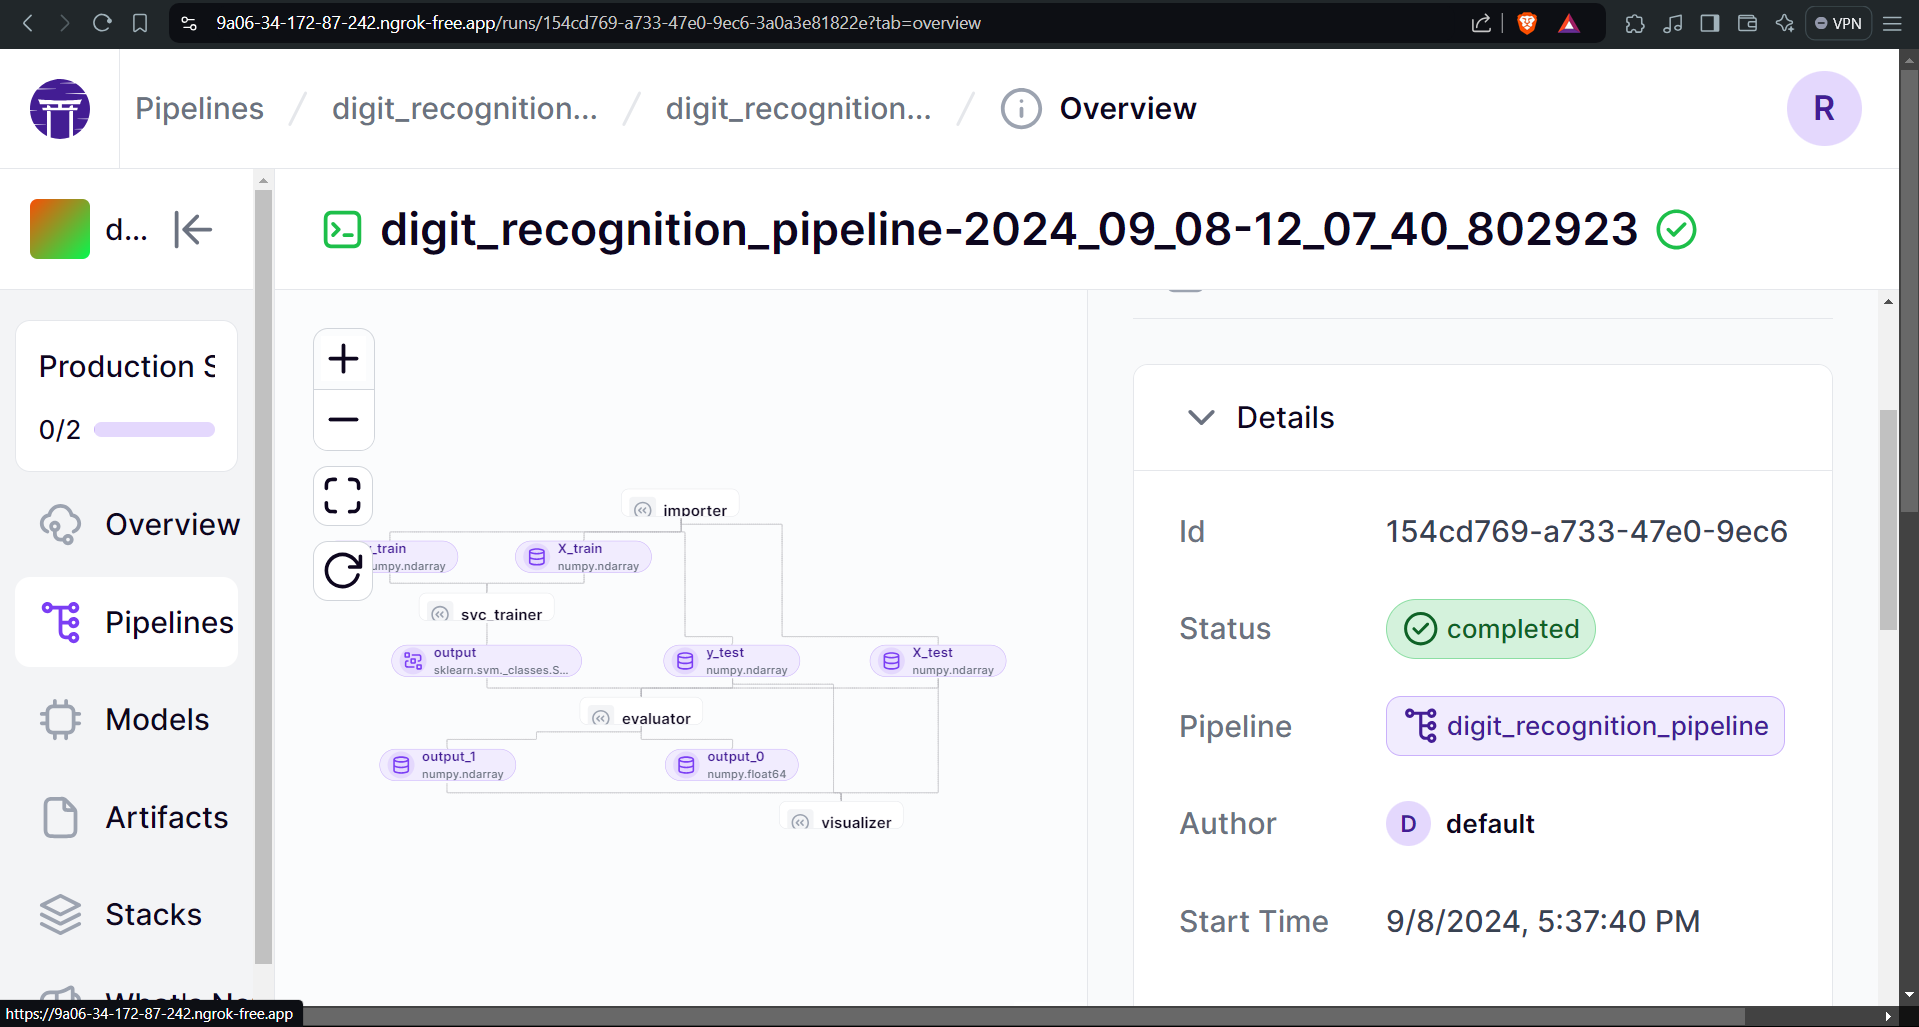 9a06-34-172-87-242.ngrok-free.app/runs/154cd769-a733-47e0-9ec6-3a0a3e81822e?tab=overview
VPN
Pipelines / digit_recognition... / digit_recognition... / Overview
R
d...
digit_recognition_pipeline-2024_09_08-12_07_40_802923
Production S
0/2
Overview
Pipelines
Models
Artifacts
Stacks
https://9a06-34-172-87-242.ngrok-free.app
importer
_train
numpy.ndarray
X_train
numpy.ndarray
svc_trainer
output
sklearn.svm._classes.S...
y_test
numpy.ndarray
X_test
numpy.ndarray
evaluator
output_1
numpy.ndarray
output_0
numpy.float64
visualizer
Details
Id 154cd769-a733-47e0-9ec6
Status completed
Pipeline digit_recognition_pipeline
Author D default
Start Time 9/8/2024, 5:37:40 PM